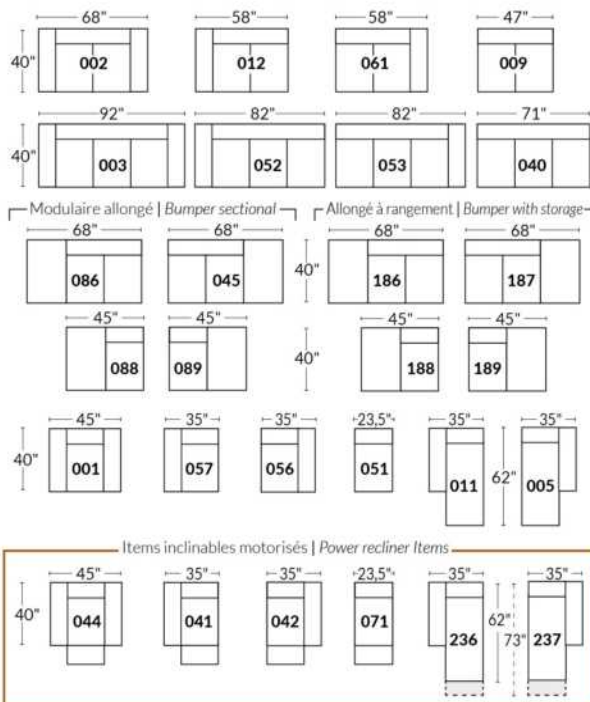 68" 58" 58" 47"
40" 002 012 061 009
92" 82" 82" 71"
40" 003 052 053 040
Modulaire allongé | Bumper sectional Allongé à rangement | Bumper with storage
68" 68" 68" 68"
086 045 40" 186 187
45" 45" 45" 45"
088 089 40" 188 189
45" 35" 35" 23,5" 35" 35"
40" 001 057 056 051 011 62" 005
Items inclinables motorisés | Power recliner Items
45" 35" 35" 23,5" 35" 35"
40" 044 041 042 071 236 62" 73" 237